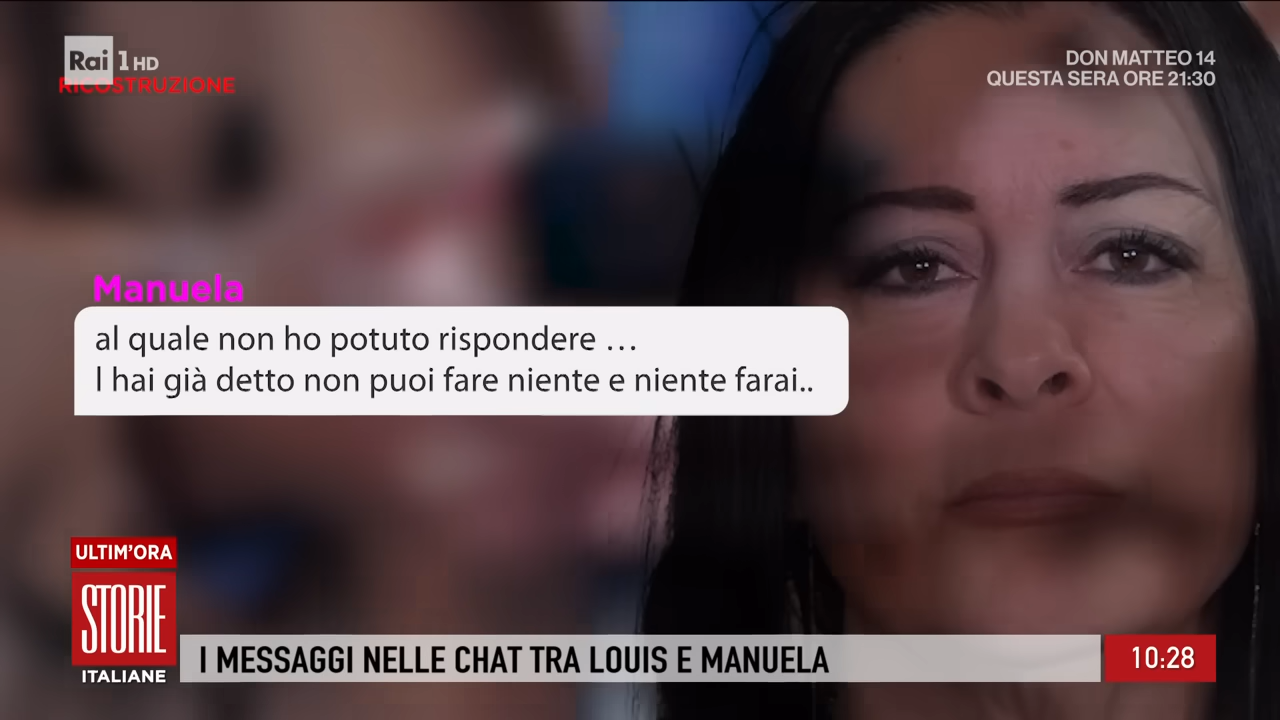 Rai 1 HD
RICOSTRUZIONE
DON MATTEO 14
QUESTA SERA ORE 21:30
Manuela
al quale non ho potuto rispondere …
l hai già detto non puoi fare niente e niente farai..
ULTIM'ORA
STORIE
ITALIANE
I MESSAGGI NELLE CHAT TRA LOUIS E MANUELA
10:28